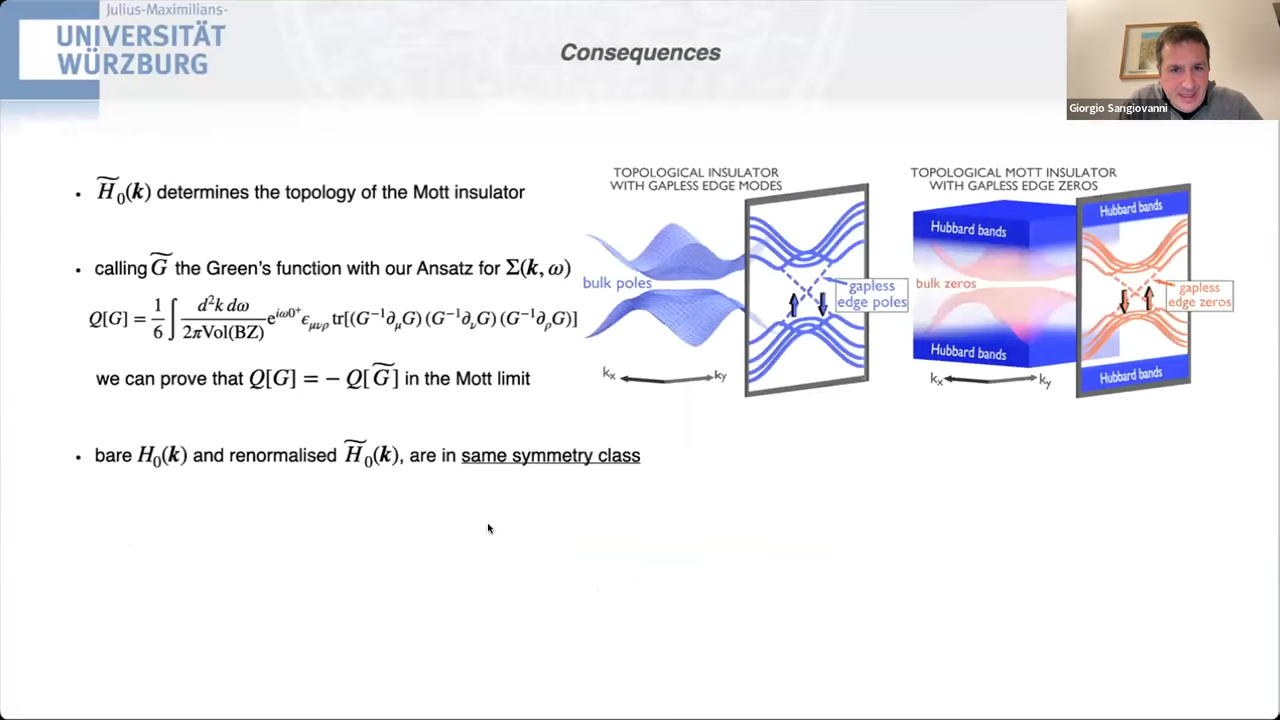 Julius-Maximilians-
UNIVERSITÄT
WÜRZBURG
Consequences
Giorgio Sangiovanni
• H̃₀(k) determines the topology of the Mott insulator
• calling G̃ the Green's function with our Ansatz for Σ(k, ω)
Q[G] = 1/6 ∫ d²k dω / 2πVol(BZ) e^{iω0⁺} ϵ_{μνρ} tr[(G⁻¹∂_μG) (G⁻¹∂_νG) (G⁻¹∂_ρG)]
we can prove that Q[G] = − Q[G̃] in the Mott limit
• bare H₀(k) and renormalised H̃₀(k), are in same symmetry class
TOPOLOGICAL INSULATOR
WITH GAPLESS EDGE MODES
bulk poles
gapless
edge poles
kx
ky
TOPOLOGICAL MOTT INSULATOR
WITH GAPLESS EDGE ZEROS
Hubbard bands
Hubbard bands
bulk zeros
gapless
edge zeros
Hubbard bands
Hubbard bands
kx
ky